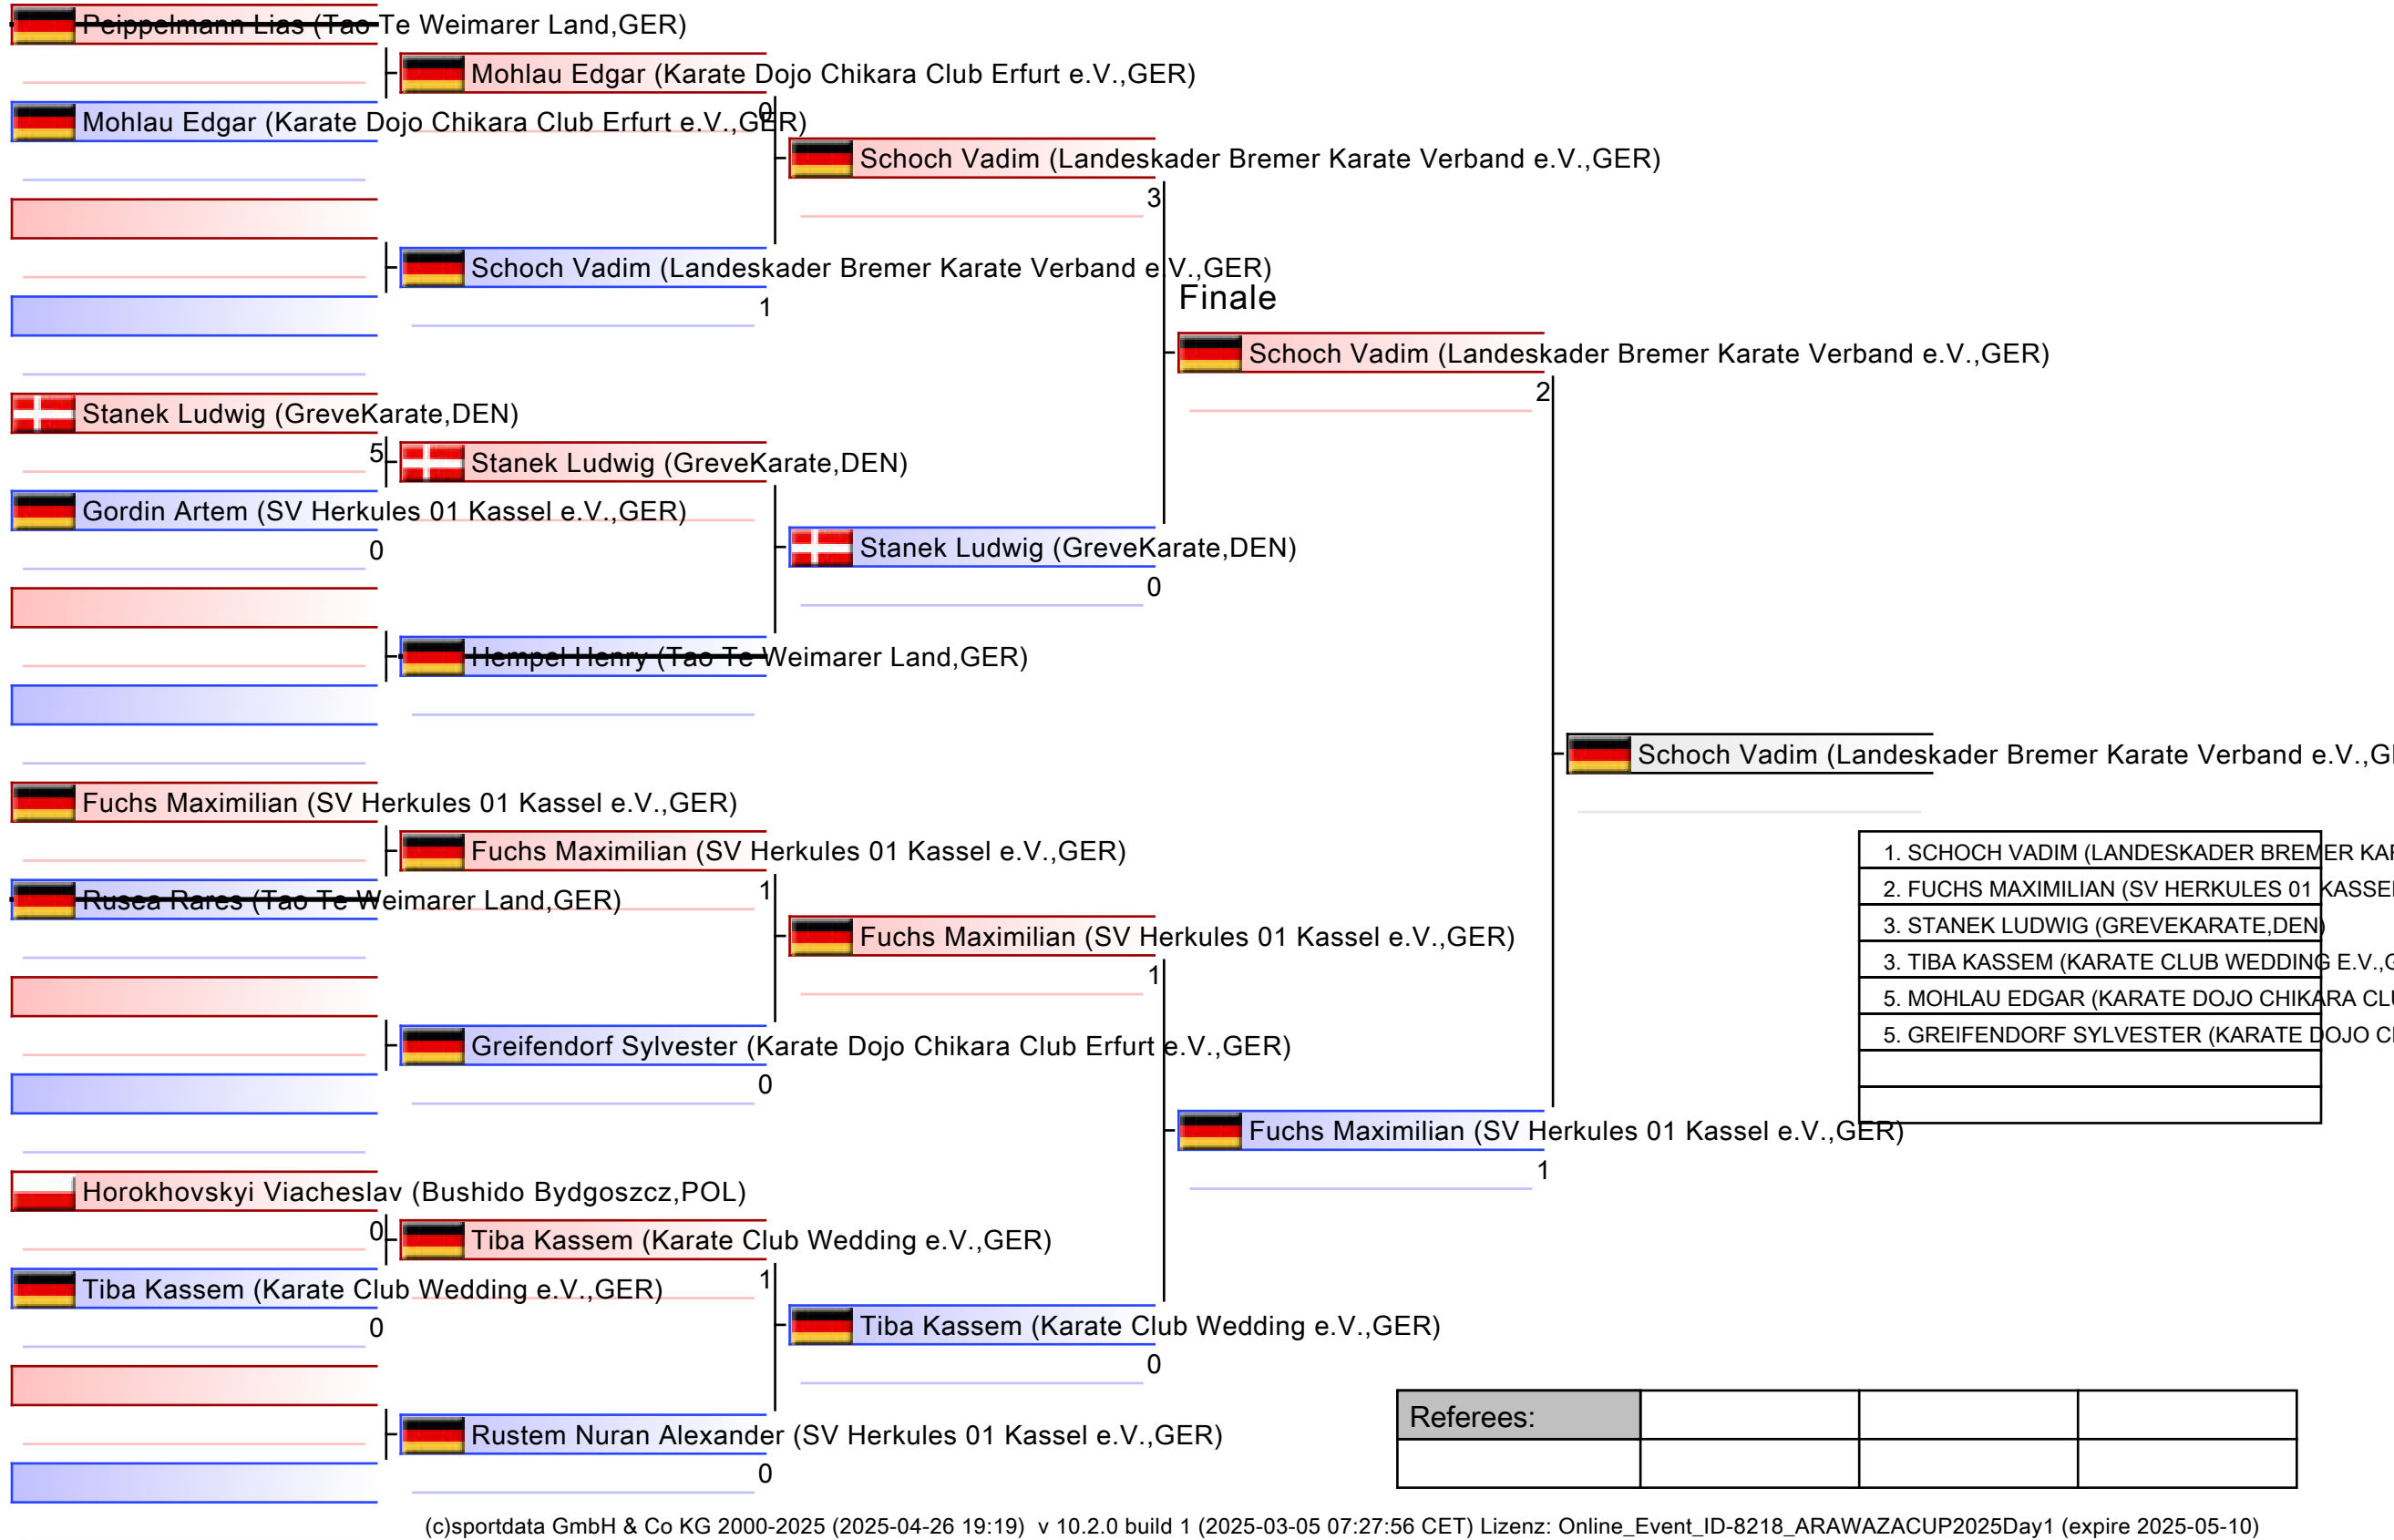 Peippelmann Lias (Tao Te Weimarer Land,GER)
Mohlau Edgar (Karate Dojo Chikara Club Erfurt e.V.,GER)
0
Mohlau Edgar (Karate Dojo Chikara Club Erfurt e.V.,GER)
Schoch Vadim (Landeskader Bremer Karate Verband e.V.,GER)
3
Schoch Vadim (Landeskader Bremer Karate Verband e.V.,GER)
1
Finale
Schoch Vadim (Landeskader Bremer Karate Verband e.V.,GER)
2
Stanek Ludwig (GreveKarate,DEN)
5
Stanek Ludwig (GreveKarate,DEN)
Gordin Artem (SV Herkules 01 Kassel e.V.,GER)
0
Stanek Ludwig (GreveKarate,DEN)
0
Hempel Henry (Tao Te Weimarer Land,GER)
Schoch Vadim (Landeskader Bremer Karate Verband e.V.,G
Fuchs Maximilian (SV Herkules 01 Kassel e.V.,GER)
Fuchs Maximilian (SV Herkules 01 Kassel e.V.,GER)
1
Rusea Rares (Tao Te Weimarer Land,GER)
Fuchs Maximilian (SV Herkules 01 Kassel e.V.,GER)
1
1. SCHOCH VADIM (LANDESKADER BREMER KAR
2. FUCHS MAXIMILIAN (SV HERKULES 01 KASSEL
3. STANEK LUDWIG (GREVEKARATE,DEN)
3. TIBA KASSEM (KARATE CLUB WEDDING E.V.,G
5. MOHLAU EDGAR (KARATE DOJO CHIKARA CLU
5. GREIFENDORF SYLVESTER (KARATE DOJO C
Greifendorf Sylvester (Karate Dojo Chikara Club Erfurt e.V.,GER)
0
Fuchs Maximilian (SV Herkules 01 Kassel e.V.,GER)
1
Horokhovskyi Viacheslav (Bushido Bydgoszcz,POL)
0
Tiba Kassem (Karate Club Wedding e.V.,GER)
1
Tiba Kassem (Karate Club Wedding e.V.,GER)
0
Tiba Kassem (Karate Club Wedding e.V.,GER)
0
Rustem Nuran Alexander (SV Herkules 01 Kassel e.V.,GER)
0
Referees:
(c)sportdata GmbH & Co KG 2000-2025 (2025-04-26 19:19) v 10.2.0 build 1 (2025-03-05 07:27:56 CET) Lizenz: Online_Event_ID-8218_ARAWAZACUP2025Day1 (expire 2025-05-10)